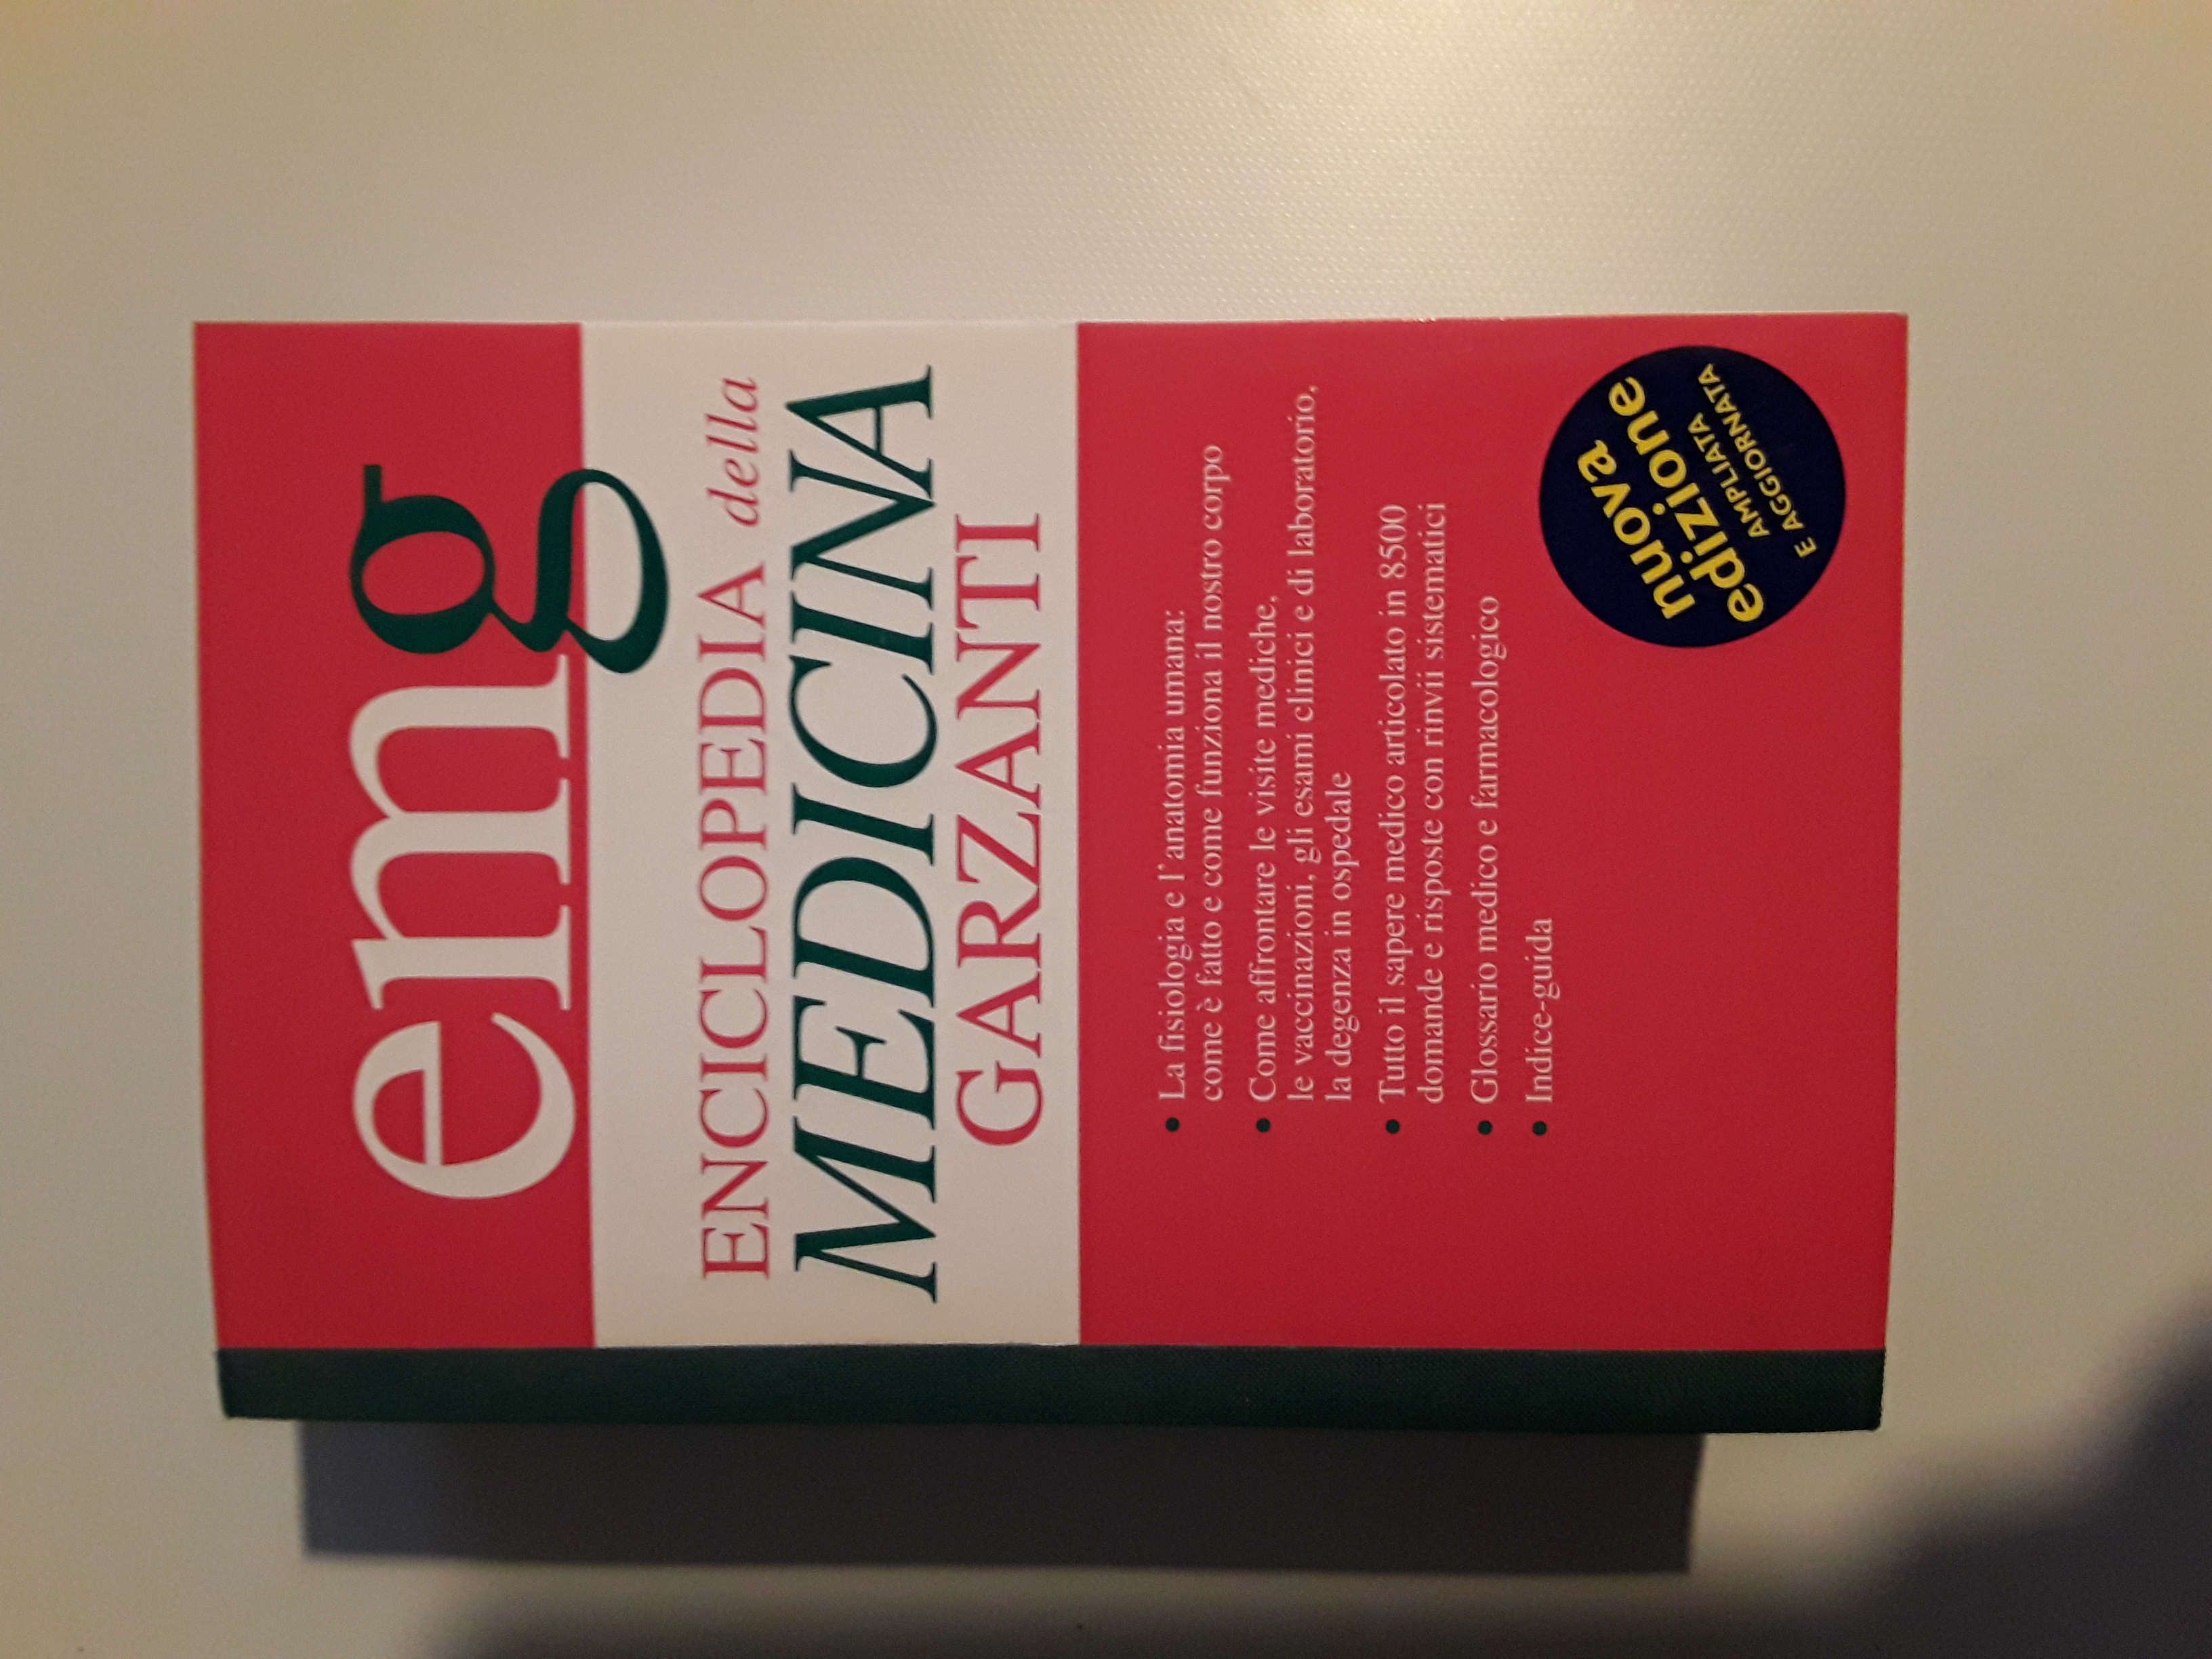 emg
ENCICLOPEDIA della
MEDICINA
GARZANTI
• La fisiologia e l'anatomia umana:
come è fatto e come funziona il nostro corpo
• Come affrontare le visite mediche,
le vaccinazioni, gli esami clinici e di laboratorio,
la degenza in ospedale
• Tutto il sapere medico articolato in 8500
domande e risposte con rinvii sistematici
• Glossario medico e farmacologico
• Indice-guida
nuova
edizione
AMPLIATA
E AGGIORNATA